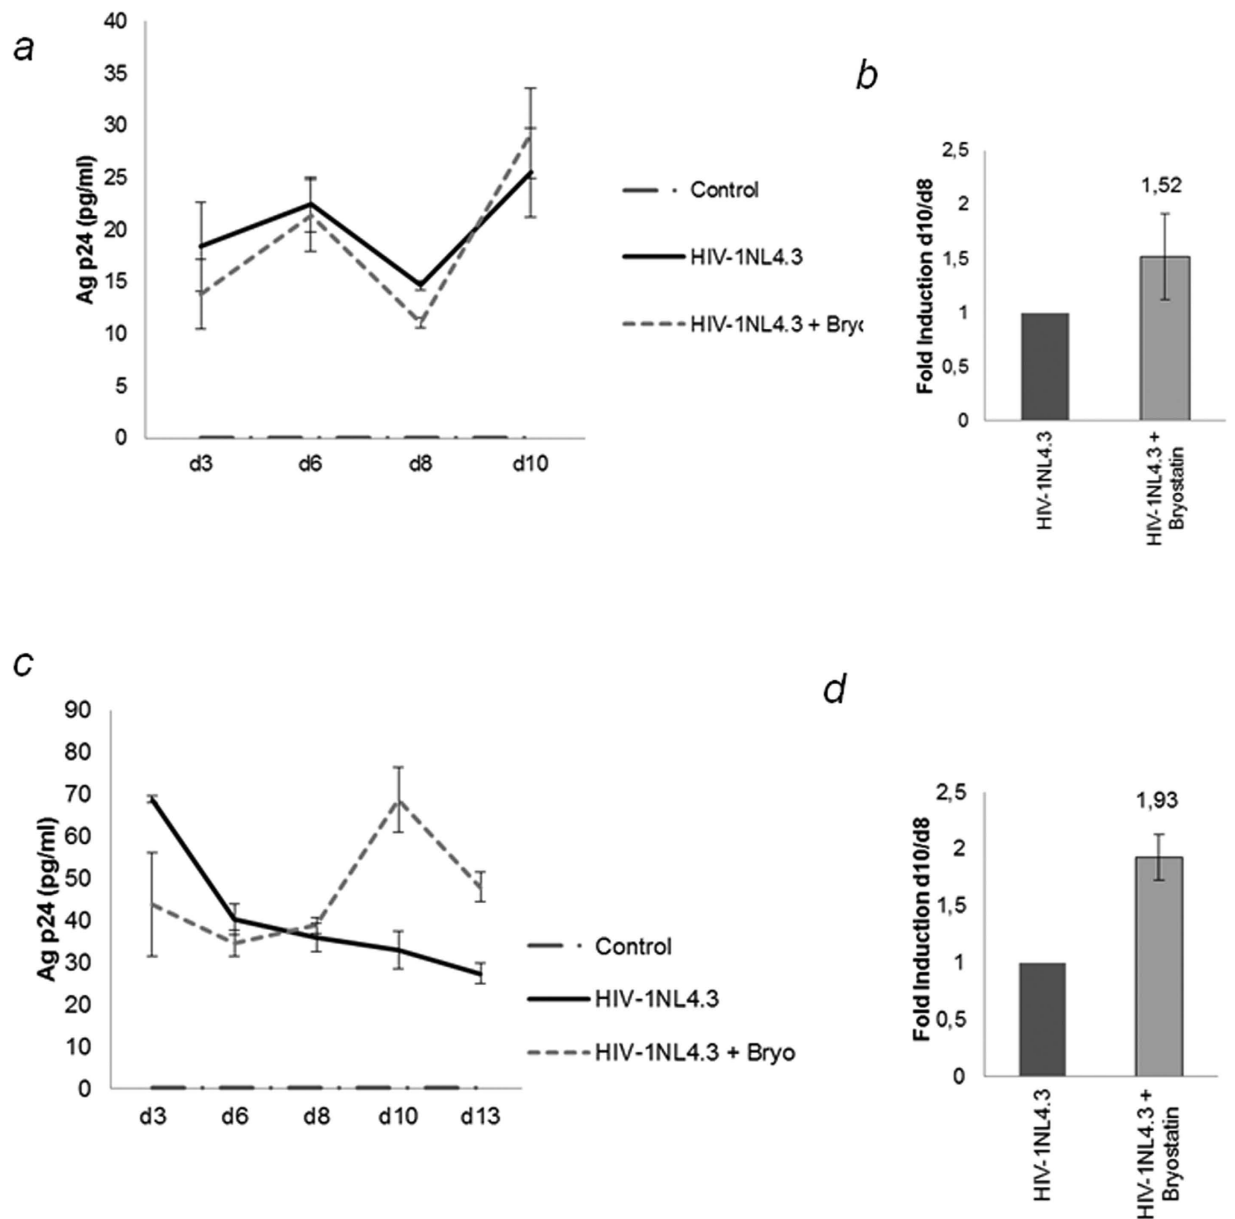 a
40
35
30
25
20
15
10
5
0
Ag p24 (pg/ml)
d3 d6 d8 d10
Control
HIV-1NL4.3
HIV-1NL4.3 + Bryo
b
2,5
2
1,5
1
0,5
0
Fold Induction d10/d8
1,52
HIV-1NL4.3
HIV-1NL4.3 +
Bryostatin
c
90
80
70
60
50
40
30
20
10
0
Ag p24 (pg/ml)
d3 d6 d8 d10 d13
Control
HIV-1NL4.3
HIV-1NL4.3 + Bryo
d
2,5
2
1,5
1
0,5
0
Fold Induction d10/d8
1,93
HIV-1NL4.3
HIV-1NL4.3 +
Bryostatin